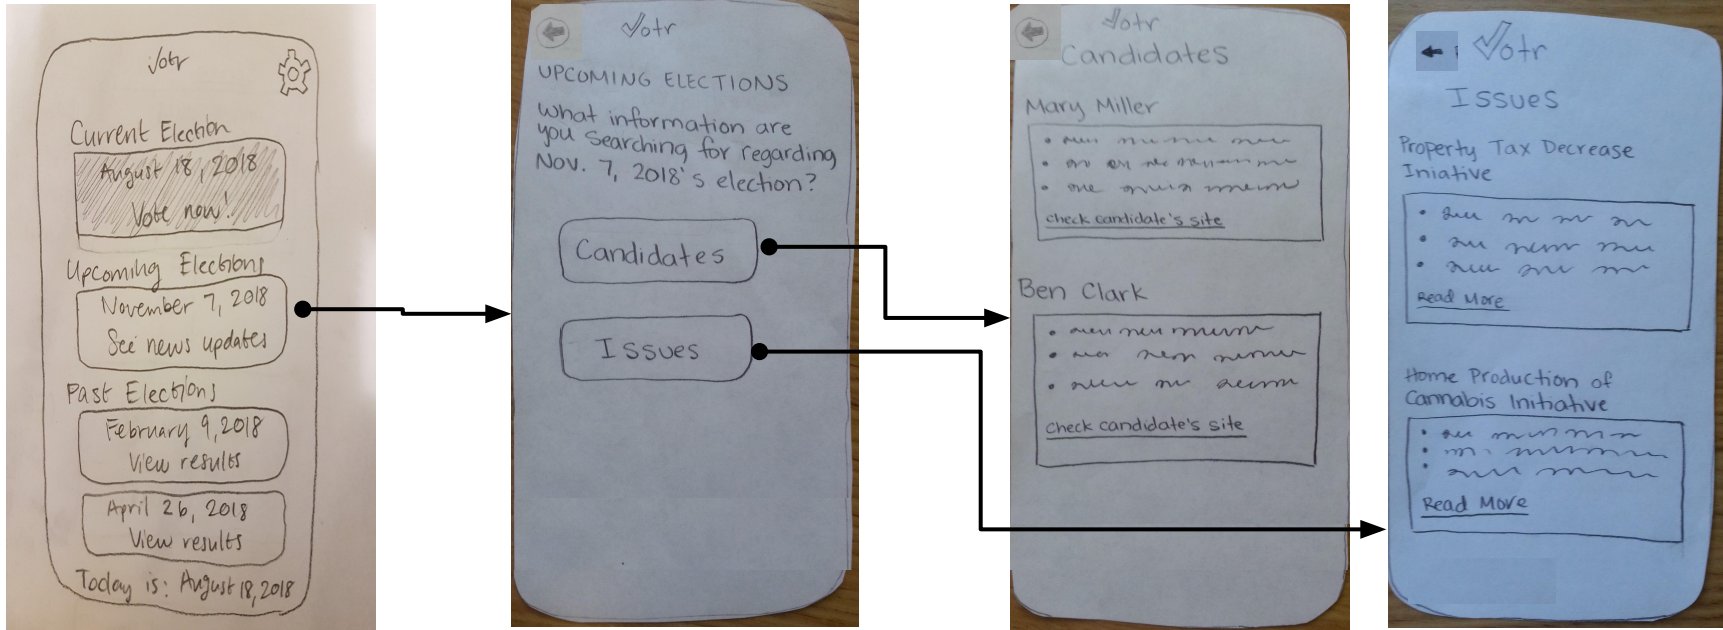 Votr
Current Election
August 18, 2018
Vote now!
Upcoming Elections
November 7, 2018
See news updates
Past Elections
February 9, 2018
View results
April 26, 2018
View results
Today is: August 18, 2018
Votr
UPCOMING ELECTIONS
What information are
you searching for regarding
Nov. 7, 2018's election?
Candidates
Issues
Votr
Candidates
Mary Miller
check candidate's site
Ben Clark
check candidate's site
Votr
Issues
Property Tax Decrease
Iniative
Read More
Home Production of
Cannabis Initiative
Read More